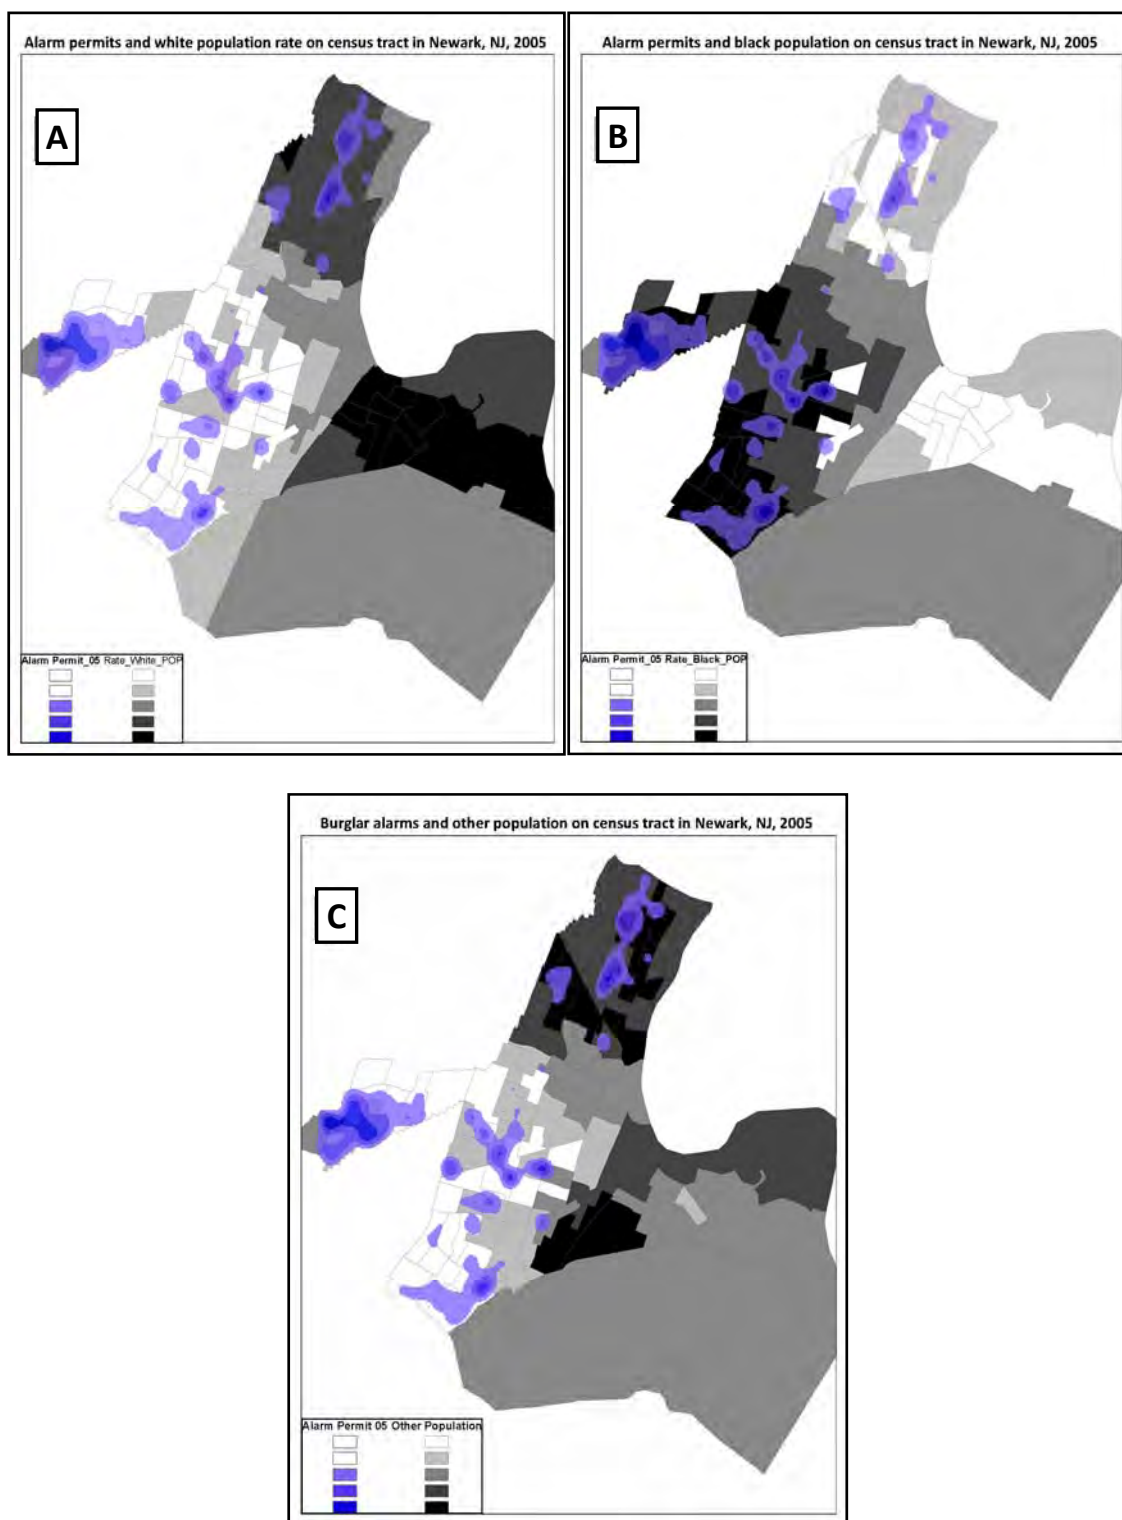 Alarm permits and white population rate on census tract in Newark, NJ, 2005
A
Alarm Permit_05 Rate_White_POP
Alarm permits and black population on census tract in Newark, NJ, 2005
B
Alarm Permit_05 Rate_Black_POP
Burglar alarms and other population on census tract in Newark, NJ, 2005
C
Alarm Permit 05 Other Population